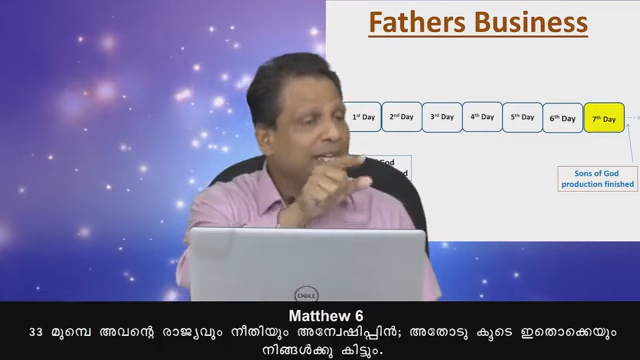 Fathers Business
1st Day 2nd Day 3rd Day 4th Day 5th Day 6th Day 7th Day
God
Sons of God
production finished
DELL
Matthew 6
33 മുമ്പെ അവന്റെ രാജ്യവും നീതിയും അന്വേഷിപ്പിൻ; അതോടു കൂടെ ഇതൊക്കെയും
നിങ്ങൾക്കു കിട്ടും.